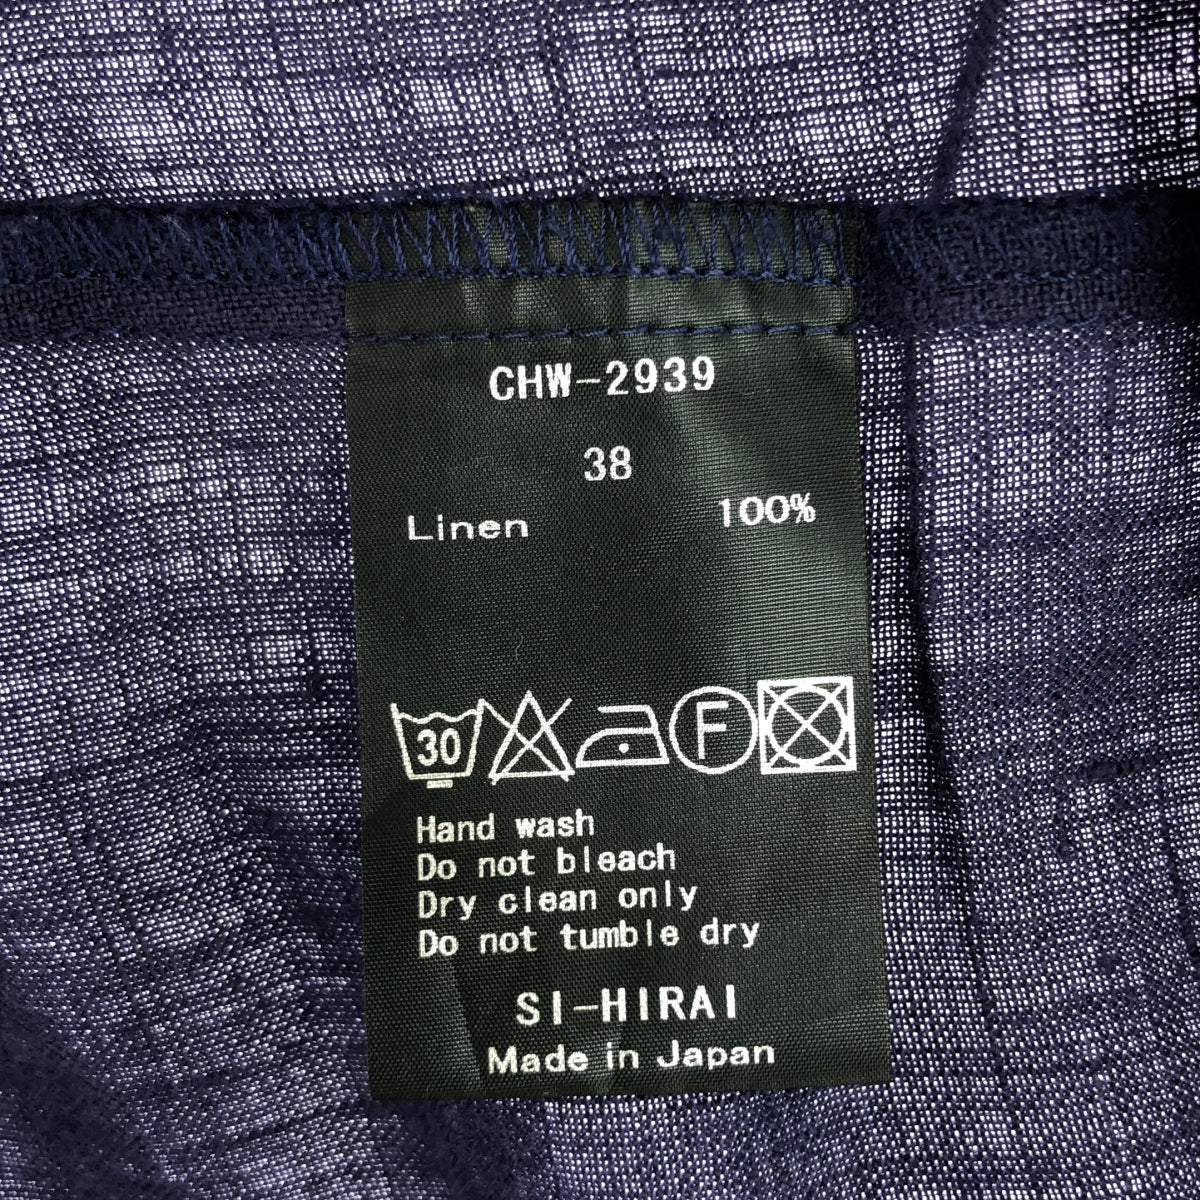 CHW-2939
38
Linen 100%
30 F
Hand wash
Do not bleach
Dry clean only
Do not tumble dry
SI-HIRAI
Made in Japan